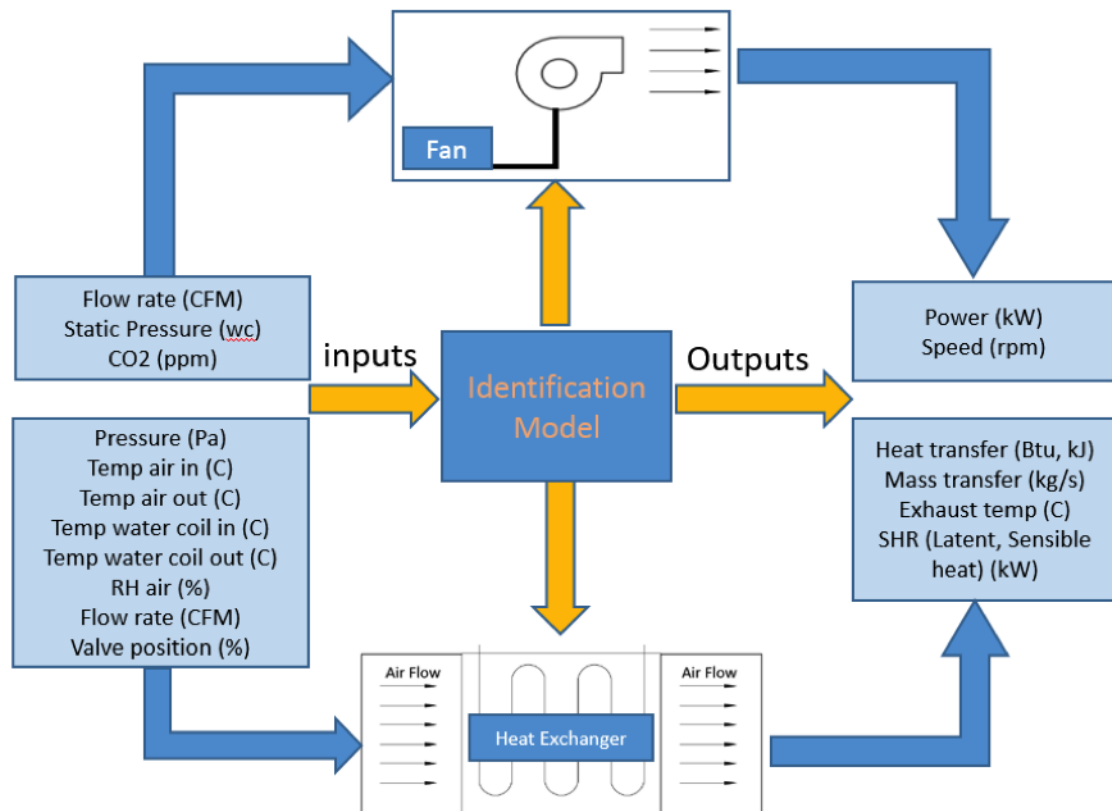 Fan
Flow rate (CFM)
Static Pressure (wc)
CO2 (ppm)
inputs
Identification
Model
Outputs
Power (kW)
Speed (rpm)
Pressure (Pa)
Temp air in (C)
Temp air out (C)
Temp water coil in (C)
Temp water coil out (C)
RH air (%)
Flow rate (CFM)
Valve position (%)
Heat transfer (Btu, kJ)
Mass transfer (kg/s)
Exhaust temp (C)
SHR (Latent, Sensible
heat) (kW)
Air Flow
Heat Exchanger
Air Flow